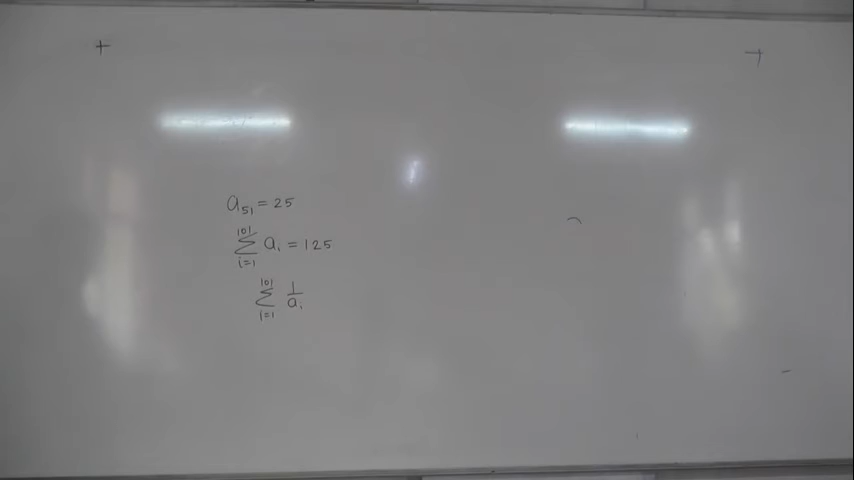 a₅₁ = 25
∑_{i=1}^{101} aᵢ = 125
∑_{i=1}^{101} 1/aᵢ